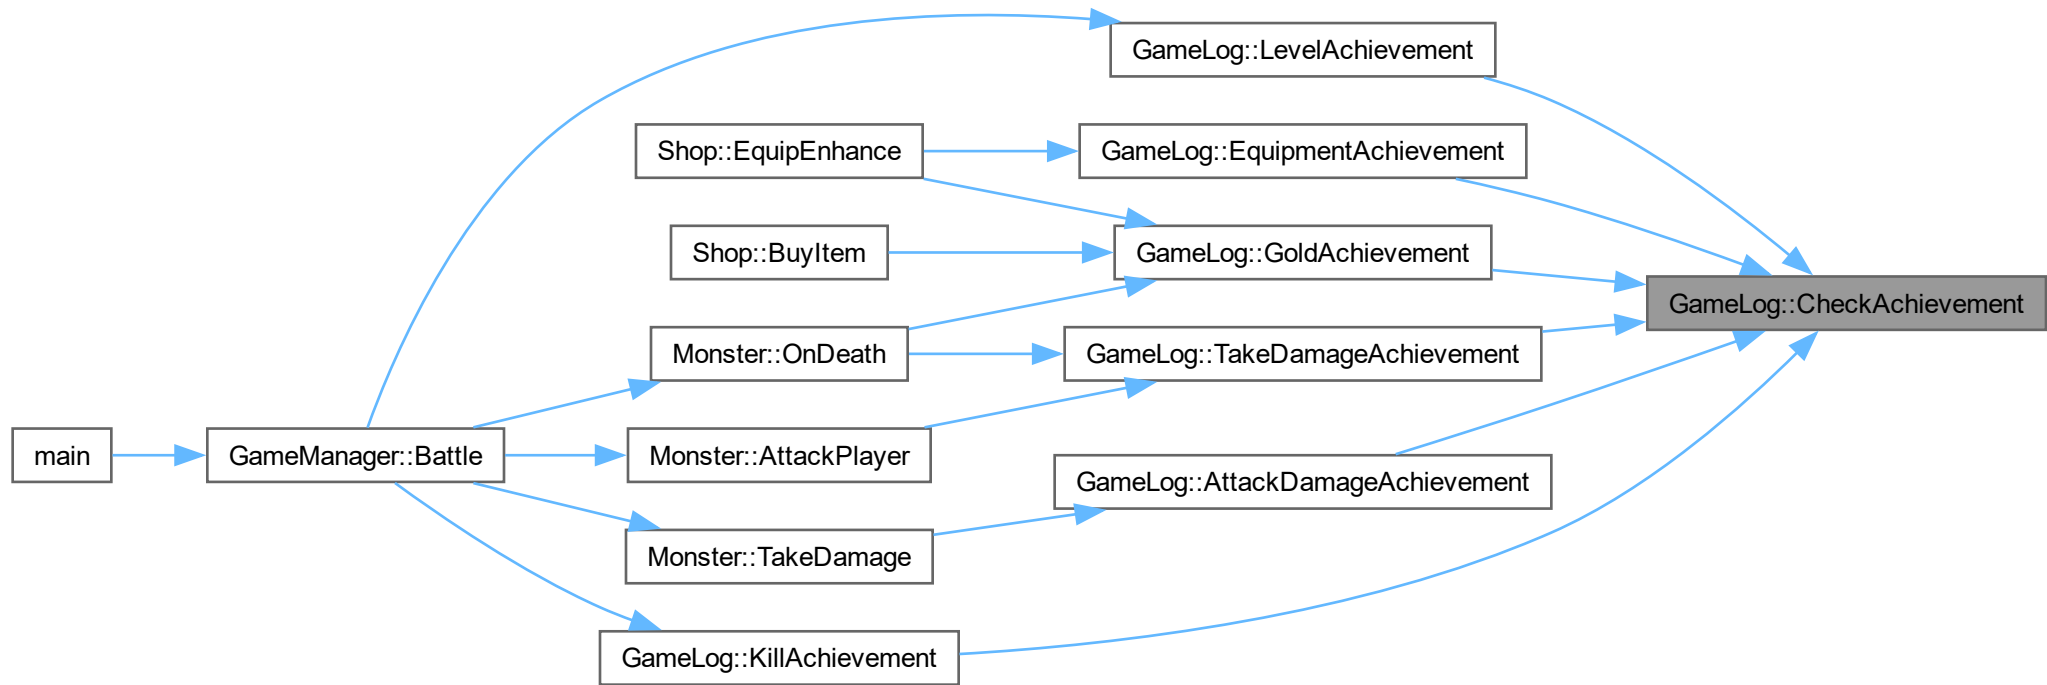 GameLog::LevelAchievement
Shop::EquipEnhance
GameLog::EquipmentAchievement
Shop::BuyItem
GameLog::GoldAchievement
GameLog::CheckAchievement
Monster::OnDeath
GameLog::TakeDamageAchievement
main
GameManager::Battle
Monster::AttackPlayer
GameLog::AttackDamageAchievement
Monster::TakeDamage
GameLog::KillAchievement